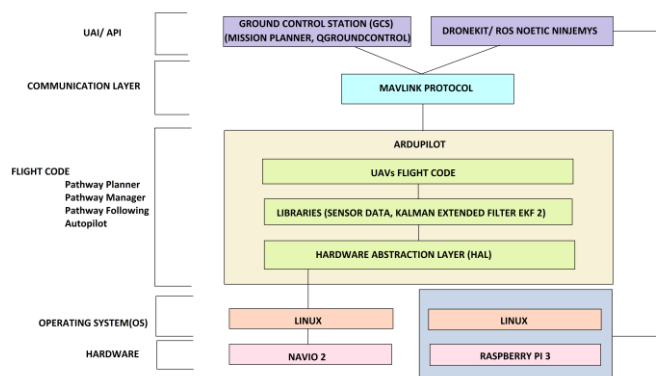 UAI/ API
GROUND CONTROL STATION (GCS)
(MISSION PLANNER, QGROUNDCONTROL)
DRONEKIT/ ROS NOETIC NINJEMYS
COMMUNICATION LAYER
MAVLINK PROTOCOL
ARDUPILOT
UAVs FLIGHT CODE
FLIGHT CODE
Pathway Planner
Pathway Manager
Pathway Following
Autopilot
LIBRARIES (SENSOR DATA, KALMAN EXTENDED FILTER EKF 2)
HARDWARE ABSTRACTION LAYER (HAL)
OPERATING SYSTEM(OS)
LINUX
LINUX
HARDWARE
NAVIO 2
RASPBERRY PI 3